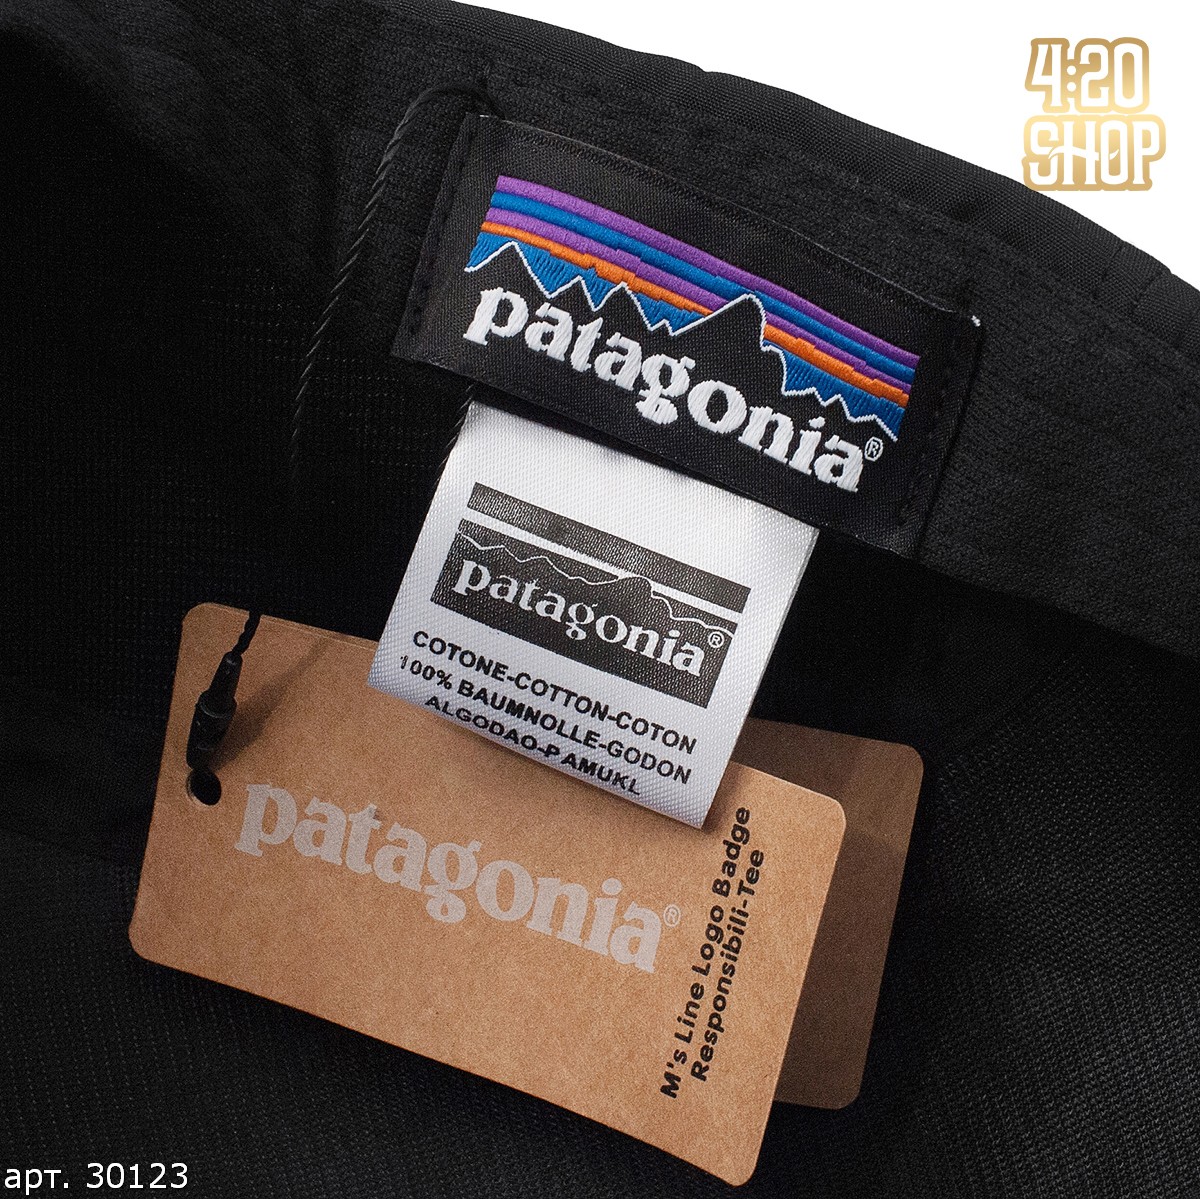 4:20
SHOP
patagonia®
patagonia®
COTONE-COTTON-COTON
100% BAUMNOLLE-GODON
ALGODAO-PAMUKL
patagonia®
M's Line Logo Badge
Responsibili-Tee
арт. 30123